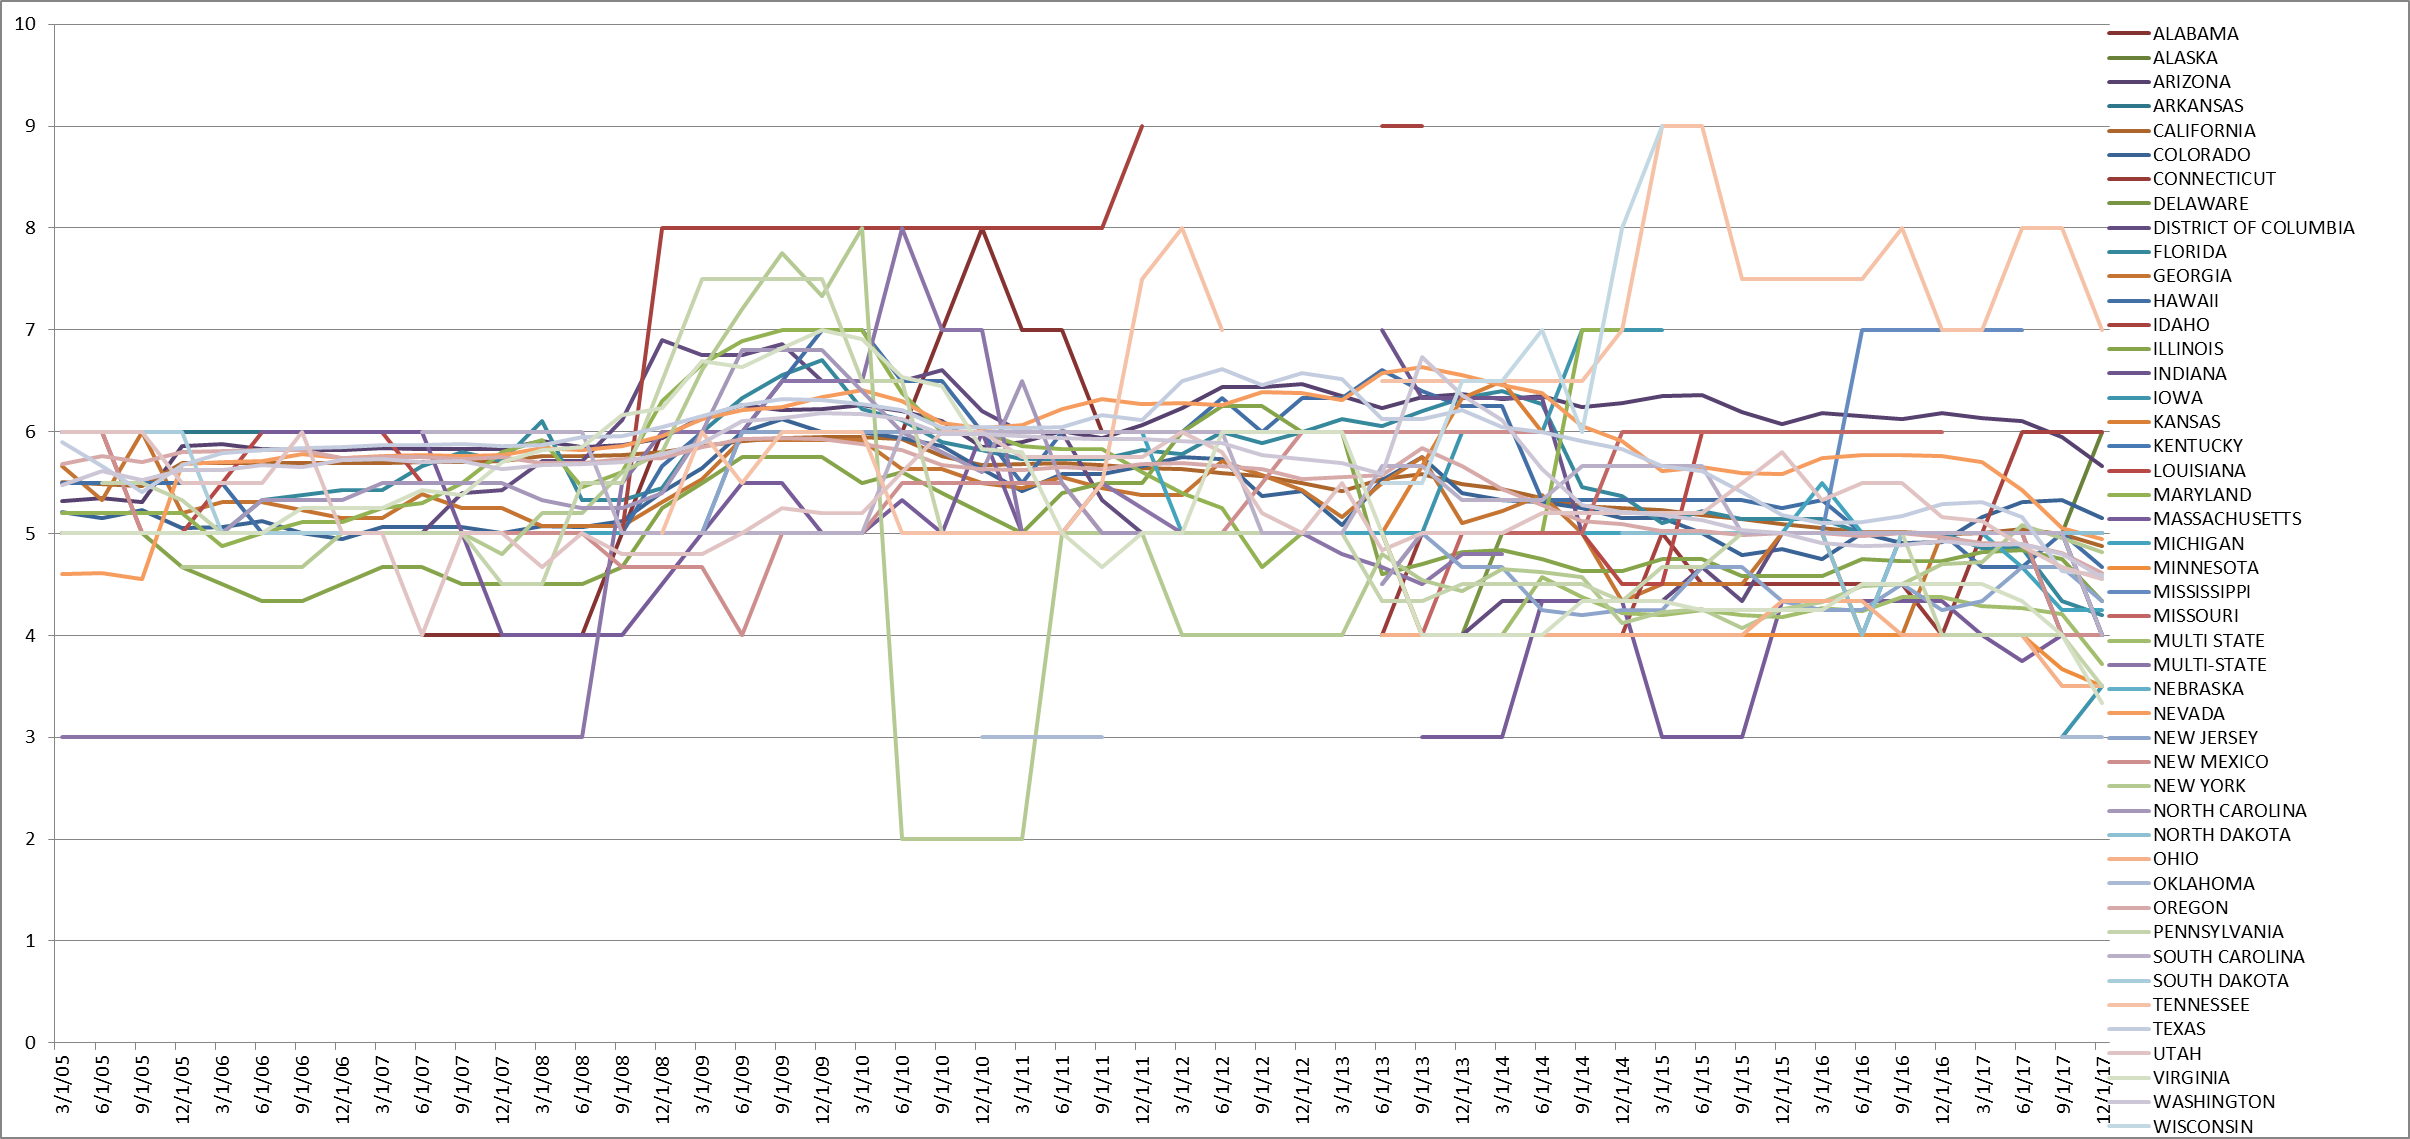 10
9
8
7
6
5
4
3
2
1
0
3/1/05
6/1/05
9/1/05
12/1/05
3/1/06
6/1/06
9/1/06
12/1/06
3/1/07
6/1/07
9/1/07
12/1/07
3/1/08
6/1/08
9/1/08
12/1/08
3/1/09
6/1/09
9/1/09
12/1/09
3/1/10
6/1/10
9/1/10
12/1/10
3/1/11
6/1/11
9/1/11
12/1/11
3/1/12
6/1/12
9/1/12
12/1/12
3/1/13
6/1/13
9/1/13
12/1/13
3/1/14
6/1/14
9/1/14
12/1/14
3/1/15
6/1/15
9/1/15
12/1/15
3/1/16
6/1/16
9/1/16
12/1/16
3/1/17
6/1/17
9/1/17
12/1/17
ALABAMA
ALASKA
ARIZONA
ARKANSAS
CALIFORNIA
COLORADO
CONNECTICUT
DELAWARE
DISTRICT OF COLUMBIA
FLORIDA
GEORGIA
HAWAII
IDAHO
ILLINOIS
INDIANA
IOWA
KANSAS
KENTUCKY
LOUISIANA
MARYLAND
MASSACHUSETTS
MICHIGAN
MINNESOTA
MISSISSIPPI
MISSOURI
MULTI STATE
MULTI-STATE
NEBRASKA
NEVADA
NEW JERSEY
NEW MEXICO
NEW YORK
NORTH CAROLINA
NORTH DAKOTA
OHIO
OKLAHOMA
OREGON
PENNSYLVANIA
SOUTH CAROLINA
SOUTH DAKOTA
TENNESSEE
TEXAS
UTAH
VIRGINIA
WASHINGTON
WISCONSIN